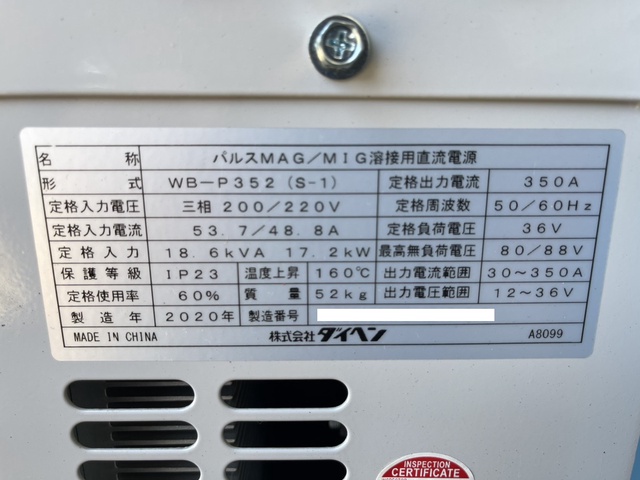 名称 パルスMAG/MIG溶接用直流電源
形式 WB-P352(S-1) 定格出力電流 350A
定格入力電圧 三相 200/220V 定格周波数 50/60Hz
定格入力電流 53.7/48.8A 定格負荷電圧 36V
定格入力 18.6kVA 17.2kW 最高無負荷電圧 80/88V
保護等級 IP23 温度上昇 160℃ 出力電流範囲 30~350A
定格使用率 60% 質量 52kg 出力電圧範囲 12~36V
製造年 2020年 製造番号
MADE IN CHINA 株式会社ダイヘン A8099
INSPECTION
CERTIFICATE